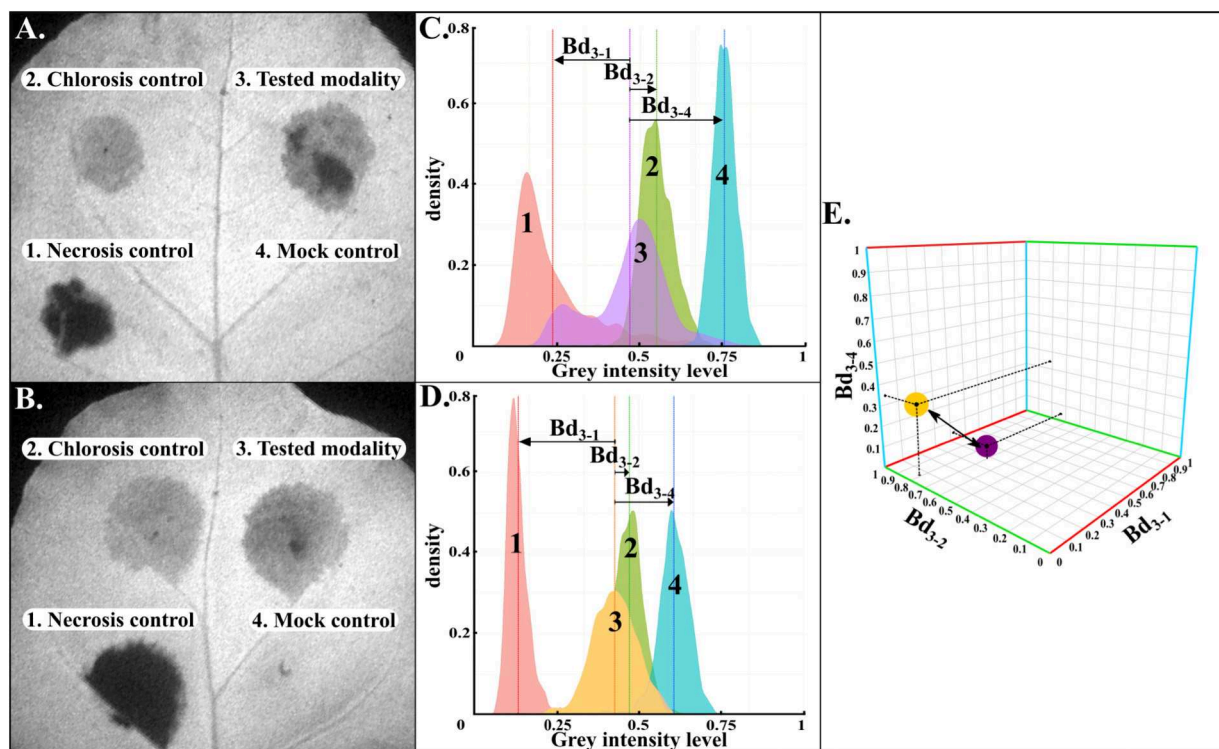 A.
2. Chlorosis control
3. Tested modality
1. Necrosis control
4. Mock control
B.
2. Chlorosis control
3. Tested modality
1. Necrosis control
4. Mock control
C.
0.8
0.6
0.4
0.2
0
0.25
0.5
0.75
1
density
Grey intensity level
Bd3-1
Bd3-2
Bd3-4
1
2
3
4
D.
0.8
0.6
0.4
0.2
0
0.25
0.5
0.75
1
density
Grey intensity level
Bd3-1
Bd3-2
Bd3-4
1
2
3
4
E.
1
0.9
0.8
0.7
0.6
0.5
0.4
0.3
0.2
0.1
Bd3-4
1
0.9
0.8
0.7
0.6
0.5
0.4
0.3
0.2
0.1
0
Bd3-2
0
0.1
0.2
0.3
0.4
0.5
0.6
0.7
0.8
0.9
1
Bd3-1